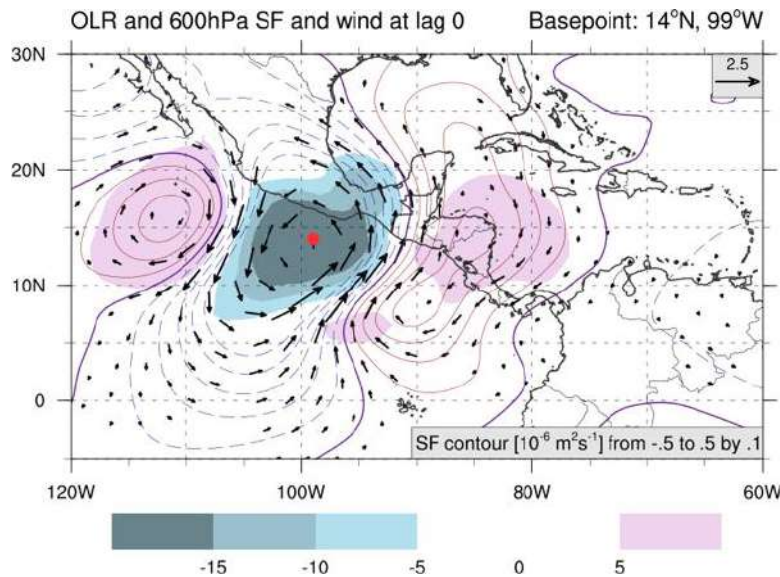 OLR and 600hPa SF and wind at lag 0 Basepoint: 14°N, 99°W
30N
2.5
20N
10N
0
SF contour [10⁻⁶ m²s⁻¹] from -.5 to .5 by .1
120W 100W 80W 60W
-15 -10 -5 0 5